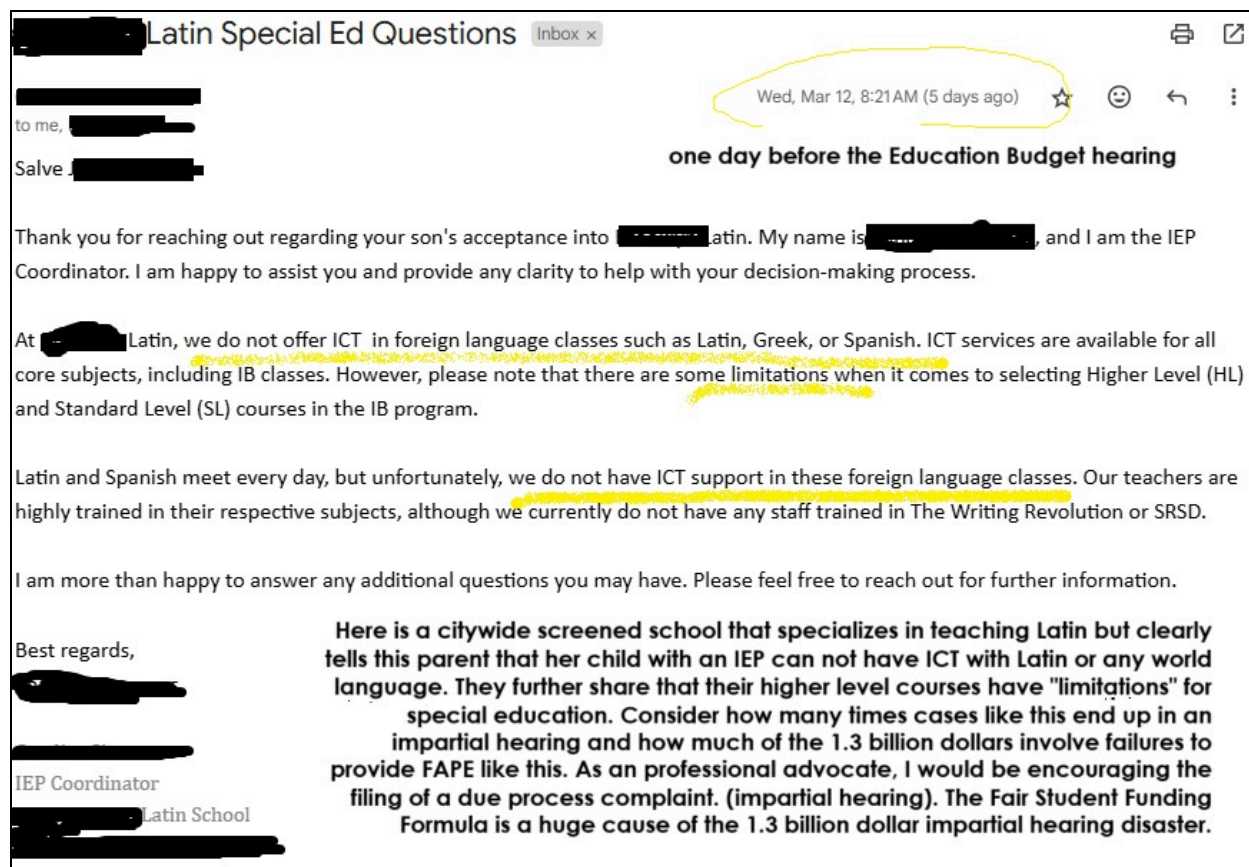 Latin Special Ed Questions Inbox ×
Wed, Mar 12, 8:21 AM (5 days ago)
to me,
one day before the Education Budget hearing
Salve J
Thank you for reaching out regarding your son's acceptance into Latin. My name is , and I am the IEP
Coordinator. I am happy to assist you and provide any clarity to help with your decision-making process.
At Latin, we do not offer ICT in foreign language classes such as Latin, Greek, or Spanish. ICT services are available for all
core subjects, including IB classes. However, please note that there are some limitations when it comes to selecting Higher Level (HL)
and Standard Level (SL) courses in the IB program.
Latin and Spanish meet every day, but unfortunately, we do not have ICT support in these foreign language classes. Our teachers are
highly trained in their respective subjects, although we currently do not have any staff trained in The Writing Revolution or SRSD.
I am more than happy to answer any additional questions you may have. Please feel free to reach out for further information.
Best regards,
IEP Coordinator
Latin School
Here is a citywide screened school that specializes in teaching Latin but clearly
tells this parent that her child with an IEP can not have ICT with Latin or any world
language. They further share that their higher level courses have "limitations" for
special education. Consider how many times cases like this end up in an
impartial hearing and how much of the 1.3 billion dollars involve failures to
provide FAPE like this. As an professional advocate, I would be encouraging the
filing of a due process complaint. (impartial hearing). The Fair Student Funding
Formula is a huge cause of the 1.3 billion dollar impartial hearing disaster.